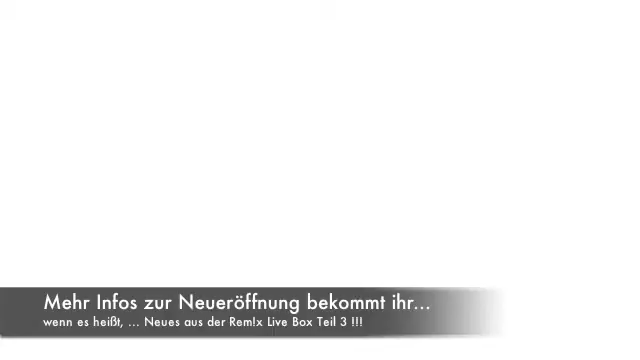 Mehr Infos zur Neueröffnung bekommt ihr...
wenn es heißt, ... Neues aus der Rem!x Live Box Teil 3 !!!